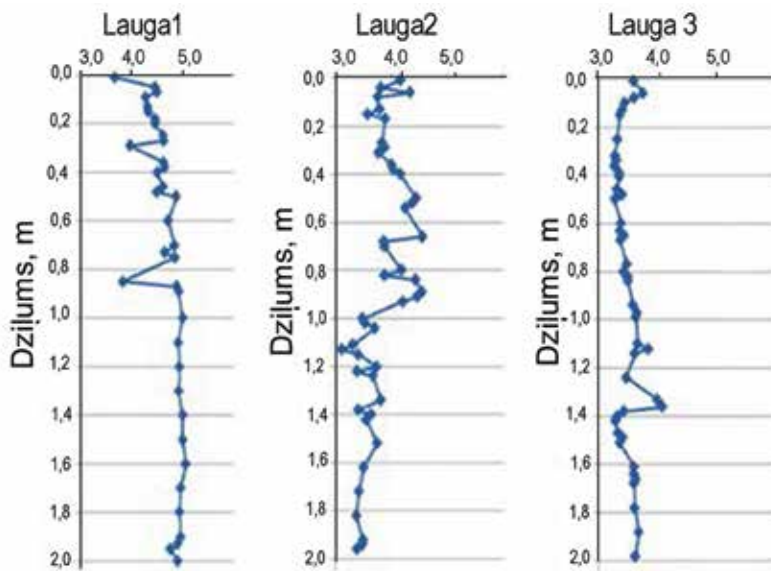 Lauga1 Lauga2 Lauga 3
3,0 4,0 5,0 3,0 4,0 5,0 3,0 4,0 5,0
0,0 0,0 0,0
0,2 0,2 0,2
0,4 0,4 0,4
0,6 0,6 0,6
0,8 0,8 0,8
1,0 1,0 1,0
1,2 1,2 1,2
1,4 1,4 1,4
1,6 1,6 1,6
1,8 1,8 1,8
2,0 2,0 2,0
Dziļums, m
Dziļums, m
Dziļums, m